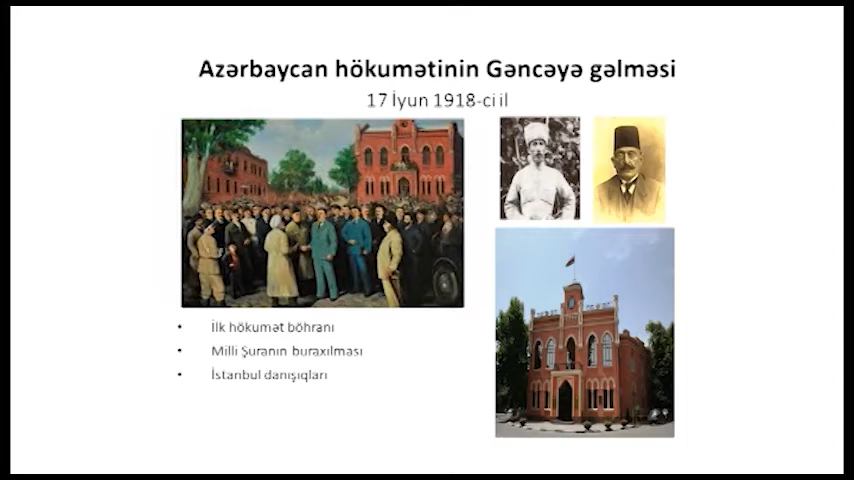 Azərbaycan hökumətinin Gəncəyə gəlməsi
17 İyun 1918-ci il
• İlk hökumət böhranı
• Milli Şuranın buraxılması
• İstanbul danışıqları